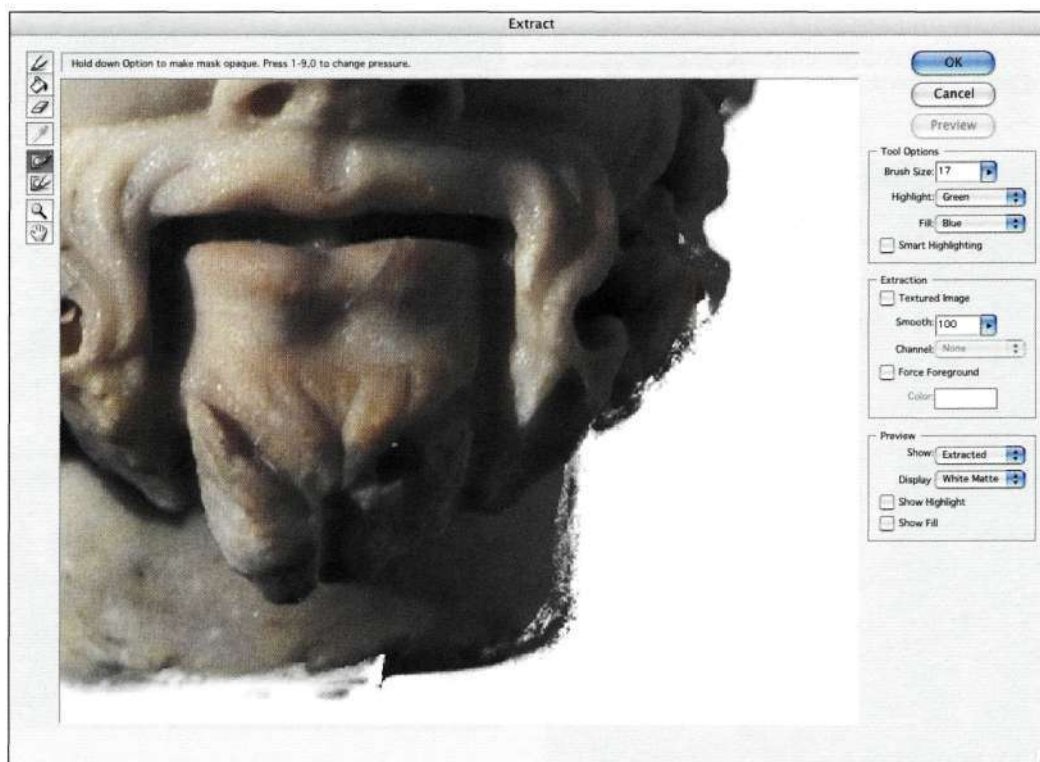 Extract
Hold down Option to make mask opaque. Press 1-9,0 to change pressure.
OK
Cancel
Preview
Tool Options
Brush Size: 17
Highlight: Green
Fill: Blue
Smart Highlighting
Extraction
Textured Image
Smooth: 100
Channel: None
Force Foreground
Color:
Preview
Show: Extracted
Display White Matte
Show Highlight
Show Fill